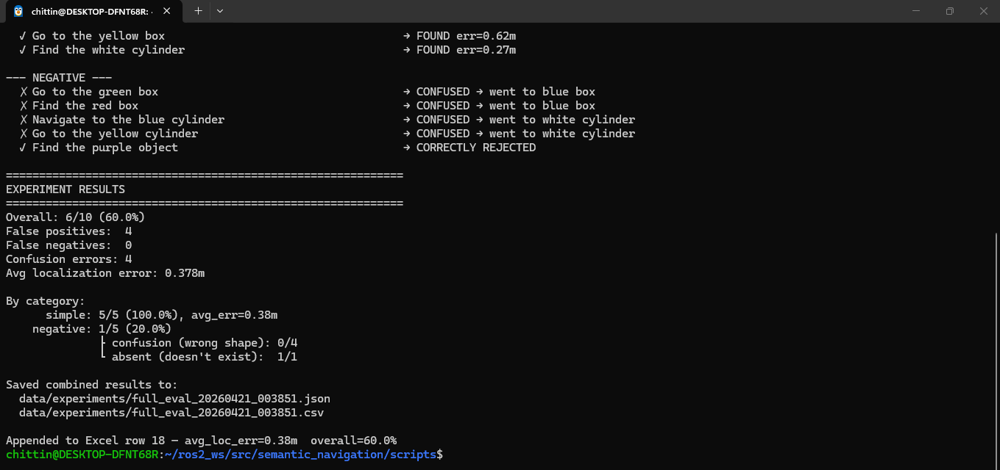 chittin@DESKTOP-DFNT68R: ·
✓ Go to the yellow box → FOUND err=0.62m
✓ Find the white cylinder → FOUND err=0.27m
--- NEGATIVE ---
✗ Go to the green box → CONFUSED → went to blue box
✗ Find the red box → CONFUSED → went to blue box
✗ Navigate to the blue cylinder → CONFUSED → went to white cylinder
✗ Go to the yellow cylinder → CONFUSED → went to white cylinder
✓ Find the purple object → CORRECTLY REJECTED
============================================================
EXPERIMENT RESULTS
============================================================
Overall: 6/10 (60.0%)
False positives:  4
False negatives:  0
Confusion errors: 4
Avg localization error: 0.378m
By category:
simple: 5/5 (100.0%), avg_err=0.38m
negative: 1/5 (20.0%)
├ confusion (wrong shape): 0/4
└ absent (doesn't exist):  1/1
Saved combined results to:
data/experiments/full_eval_20260421_003851.json
data/experiments/full_eval_20260421_003851.csv
Appended to Excel row 18 — avg_loc_err=0.38m  overall=60.0%
chittin@DESKTOP-DFNT68R:~/ros2_ws/src/semantic_navigation/scripts$